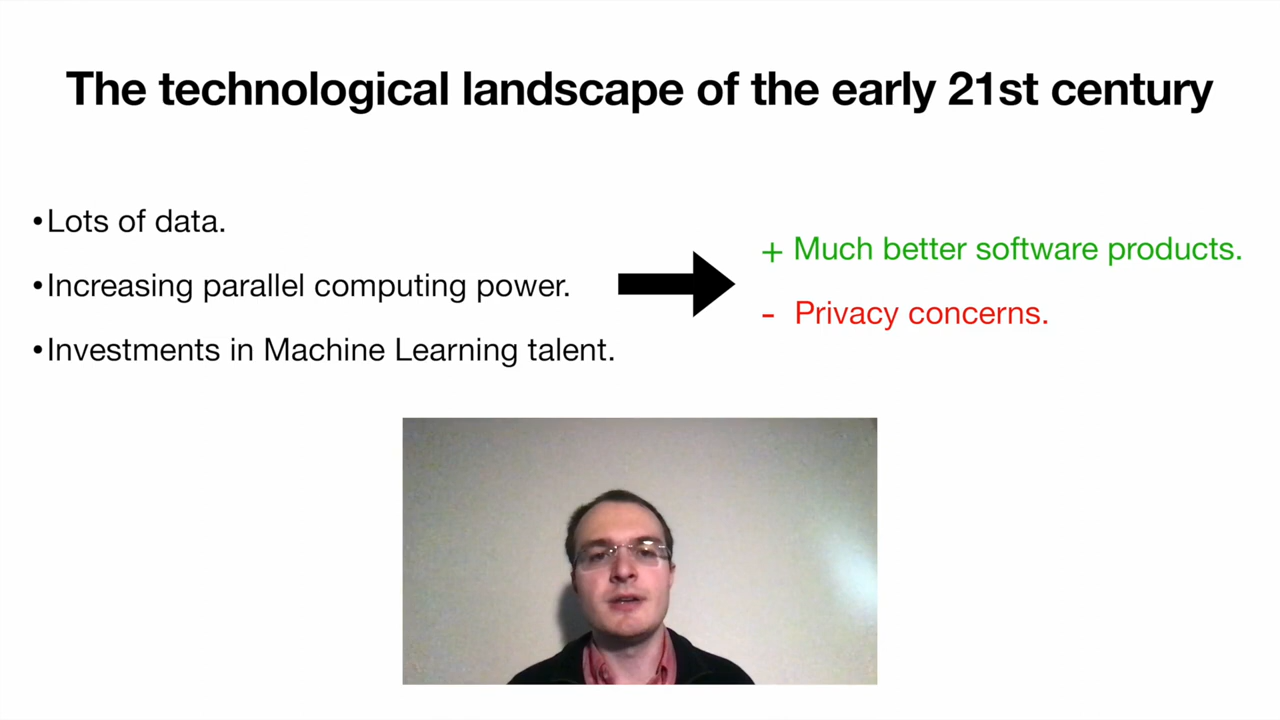 The technological landscape of the early 21st century
•Lots of data.
•Increasing parallel computing power.
•Investments in Machine Learning talent.
+ Much better software products.
- Privacy concerns.